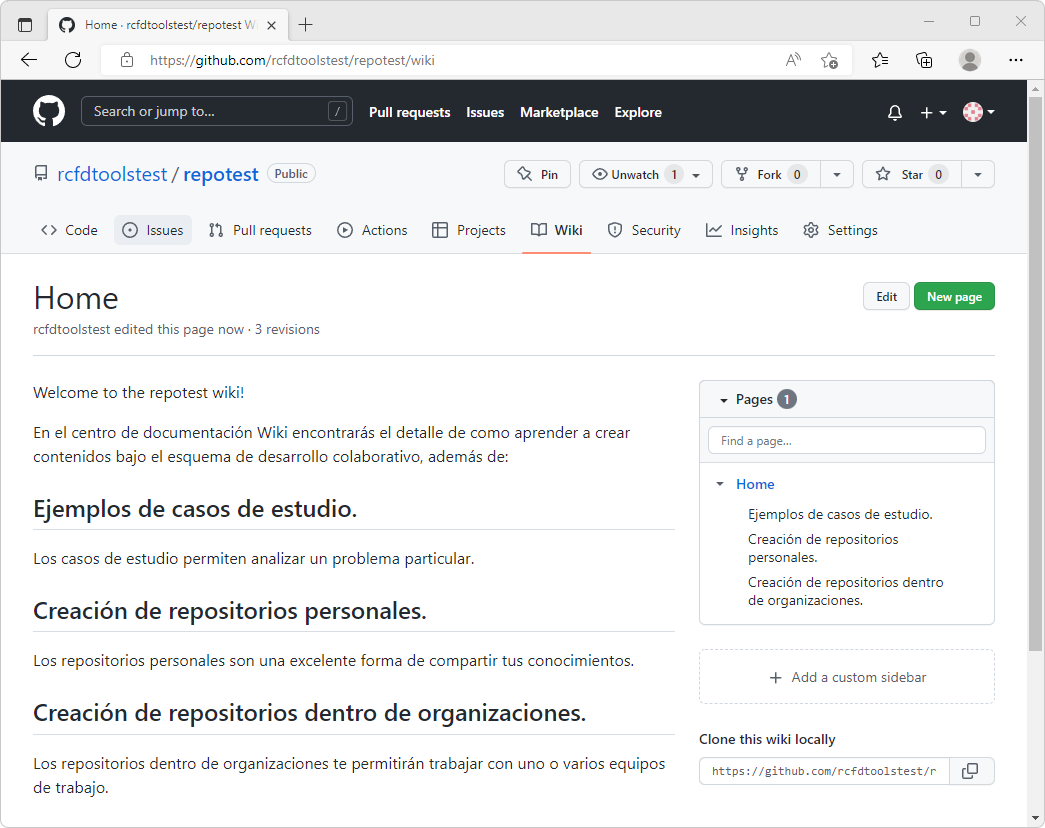 Home · rcfdtoolstest/repotest W
https://github.com/rcfdtoolstest/repotest/wiki
Search or jump to... /
Pull requests Issues Marketplace Explore
rcfdtoolstest / repotest Public
Pin Unwatch 1 Fork 0 Star 0
Code Issues Pull requests Actions Projects Wiki Security Insights Settings
Home
Edit New page
rcfdtoolstest edited this page now · 3 revisions
Welcome to the repotest wiki!
En el centro de documentación Wiki encontrarás el detalle de como aprender a crear
contenidos bajo el esquema de desarrollo colaborativo, además de:
Ejemplos de casos de estudio.
Los casos de estudio permiten analizar un problema particular.
Creación de repositorios personales.
Los repositorios personales son una excelente forma de compartir tus conocimientos.
Creación de repositorios dentro de organizaciones.
Los repositorios dentro de organizaciones te permitirán trabajar con uno o varios equipos
de trabajo.
Pages 1
Find a page...
Home
Ejemplos de casos de estudio.
Creación de repositorios
personales.
Creación de repositorios dentro
de organizaciones.
Add a custom sidebar
Clone this wiki locally
https://github.com/rcfdtoolstest/r